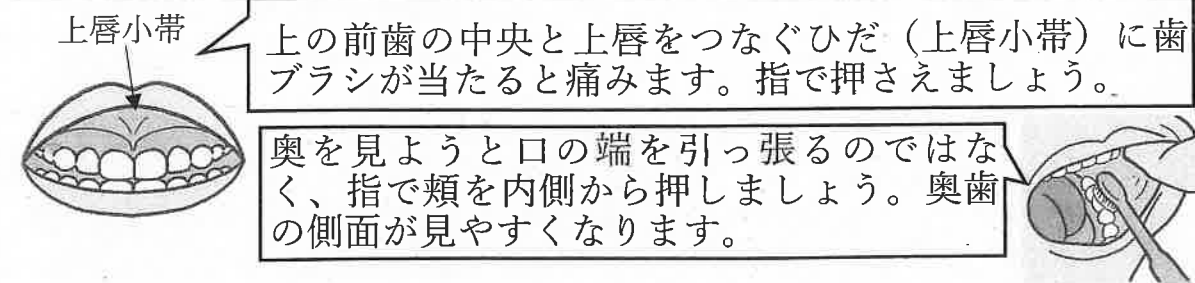 上唇小帯
上の前歯の中央と上唇をつなぐひだ（上唇小帯）に歯
ブラシが当たると痛みます。指で押さえましょう。
奥を見ようと口の端を引っ張るのではな
く、指で頬を内側から押しましょう。奥歯
の側面が見やすくなります。